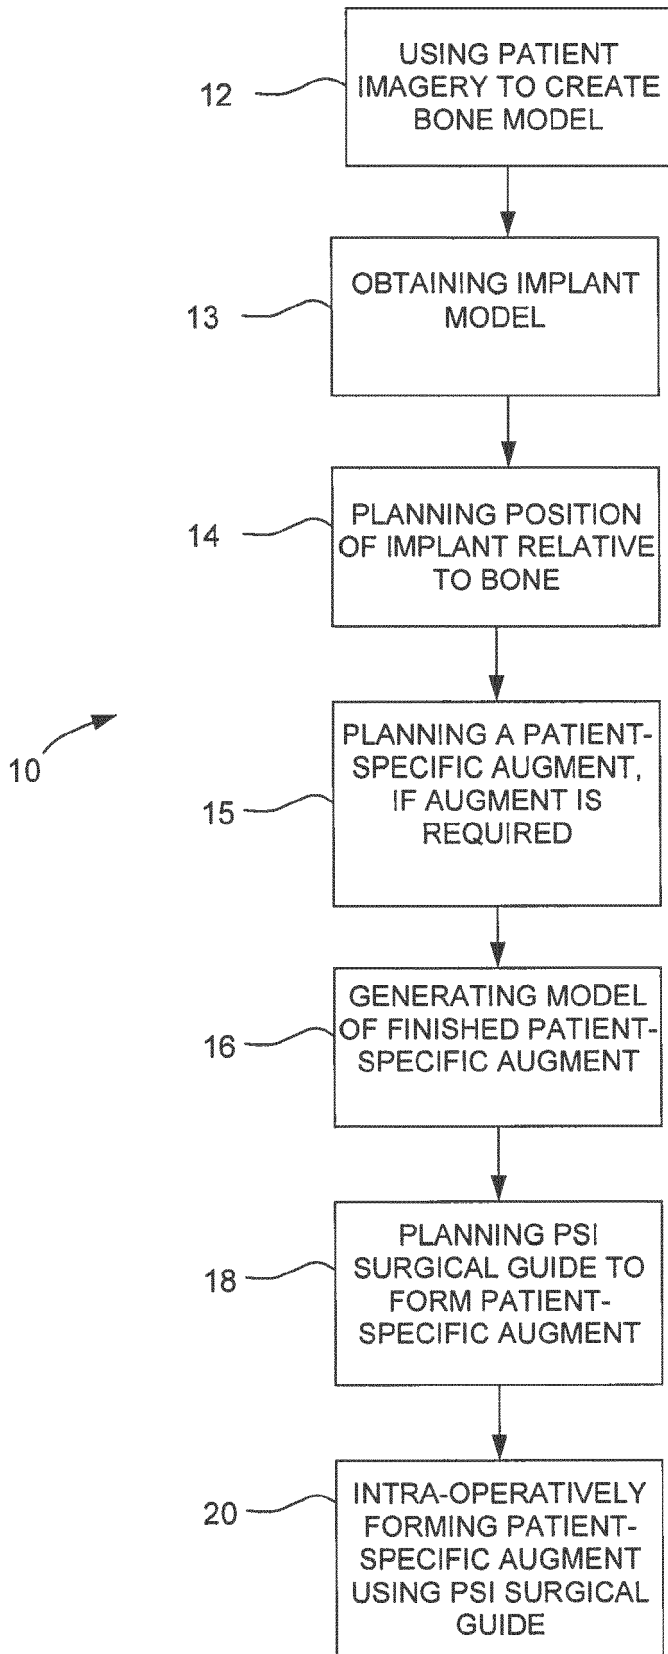 12
USING PATIENT
IMAGERY TO CREATE
BONE MODEL
13
OBTAINING IMPLANT
MODEL
14
PLANNING POSITION
OF IMPLANT RELATIVE
TO BONE
10
15
PLANNING A PATIENT-
SPECIFIC AUGMENT,
IF AUGMENT IS
REQUIRED
16
GENERATING MODEL
OF FINISHED PATIENT-
SPECIFIC AUGMENT
18
PLANNING PSI
SURGICAL GUIDE TO
FORM PATIENT-
SPECIFIC AUGMENT
20
INTRA-OPERATIVELY
FORMING PATIENT-
SPECIFIC AUGMENT
USING PSI SURGICAL
GUIDE